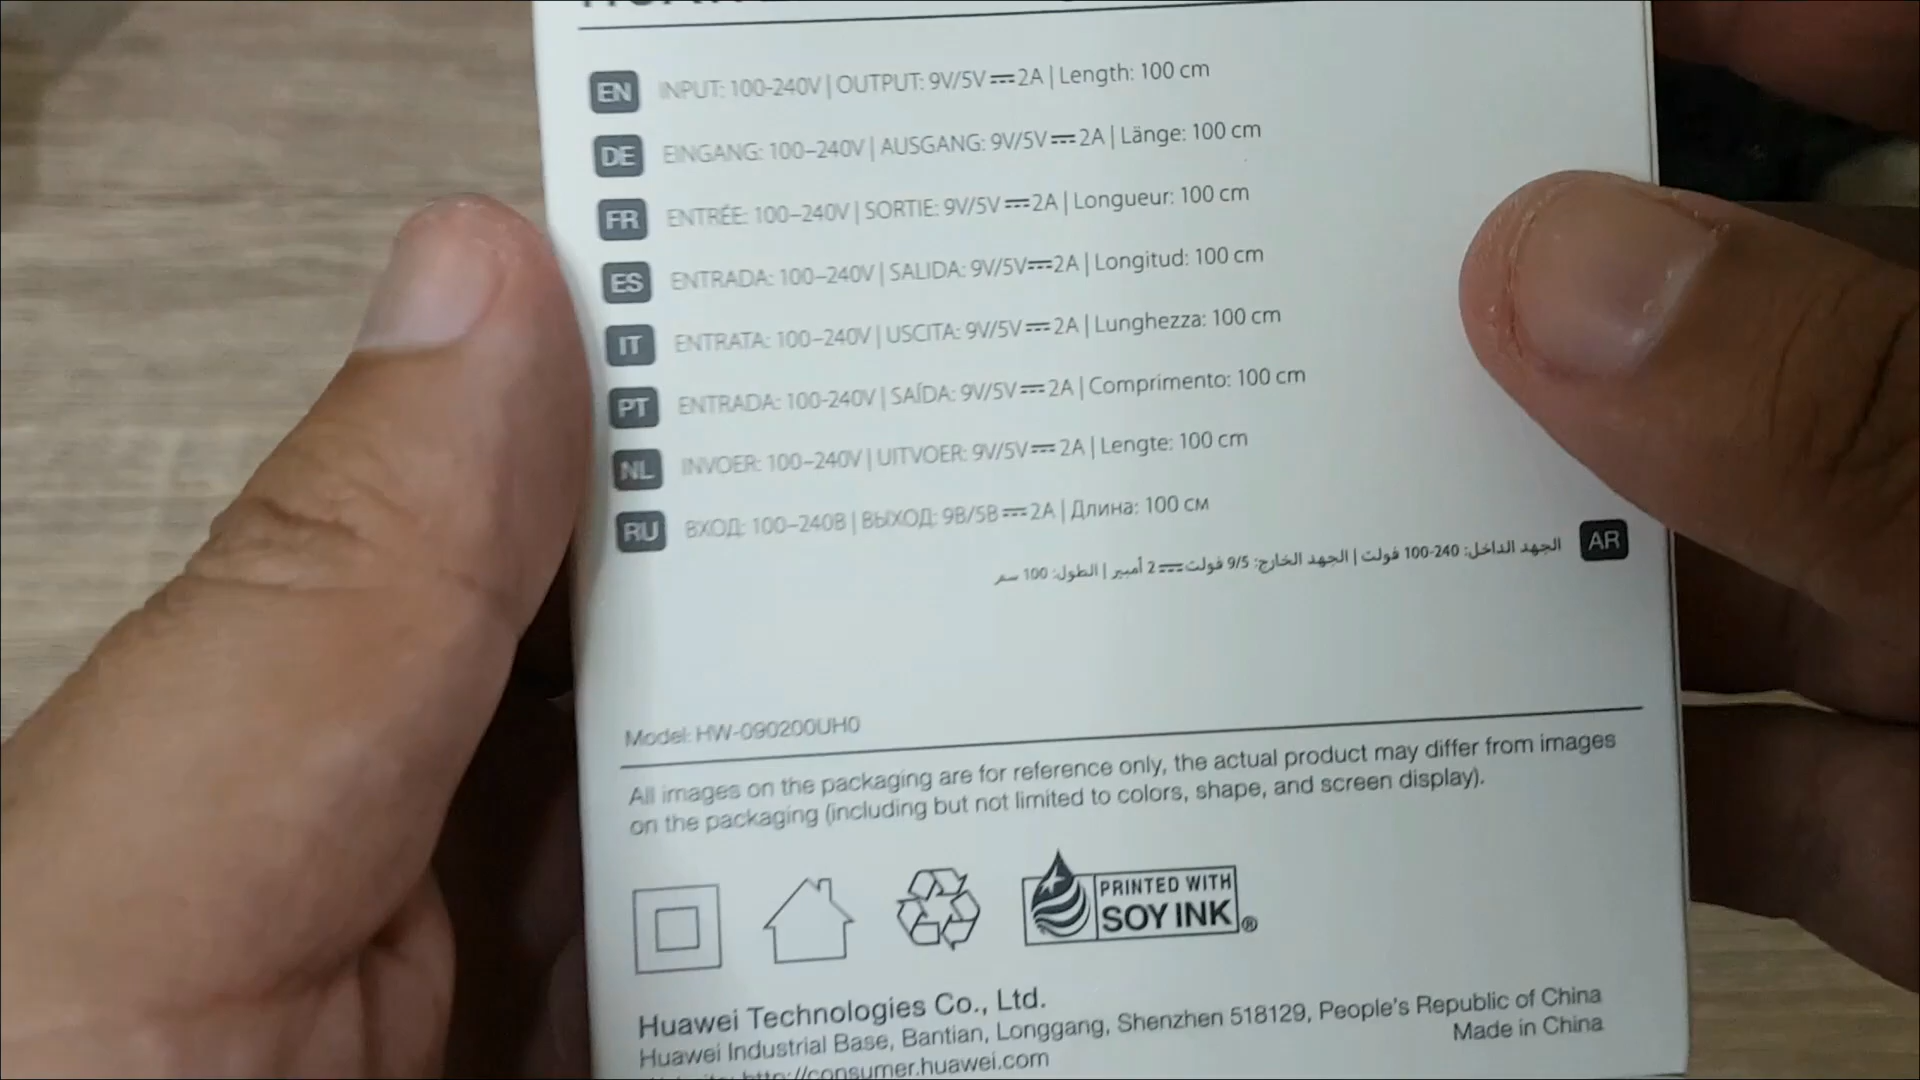 EN INPUT: 100-240V | OUTPUT: 9V/5V⎓2A | Length: 100 cm
DE EINGANG: 100–240V | AUSGANG: 9V/5V⎓2A | Länge: 100 cm
FR ENTRÉE: 100–240V | SORTIE: 9V/5V⎓2A | Longueur: 100 cm
ES ENTRADA: 100–240V | SALIDA: 9V/5V⎓2A | Longitud: 100 cm
IT ENTRATA: 100–240V | USCITA: 9V/5V⎓2A | Lunghezza: 100 cm
PT ENTRADA: 100-240V | SAÍDA: 9V/5V⎓2A | Comprimento: 100 cm
NL INVOER: 100–240V | UITVOER: 9V/5V⎓2A | Lengte: 100 cm
RU ВХОД: 100–240В | ВЫХОД: 9В/5В⎓2A | Длина: 100 см
AR الجهد الداخل: 240-100 فولت | الجهد الخارج: 9/5 فولت⎓2 أمبير | الطول: 100 سم
Model: HW-090200UH0
All images on the packaging are for reference only, the actual product may differ from images
on the packaging (including but not limited to colors, shape, and screen display).
PRINTED WITH
SOY INK®
Huawei Technologies Co., Ltd.
Huawei Industrial Base, Bantian, Longgang, Shenzhen 518129, People's Republic of China
Made in China
http://consumer.huawei.com